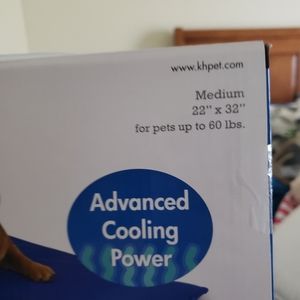 www.khpet.com
Medium
22" x 32"
for pets up to 60 lbs.
Advanced
Cooling
Power